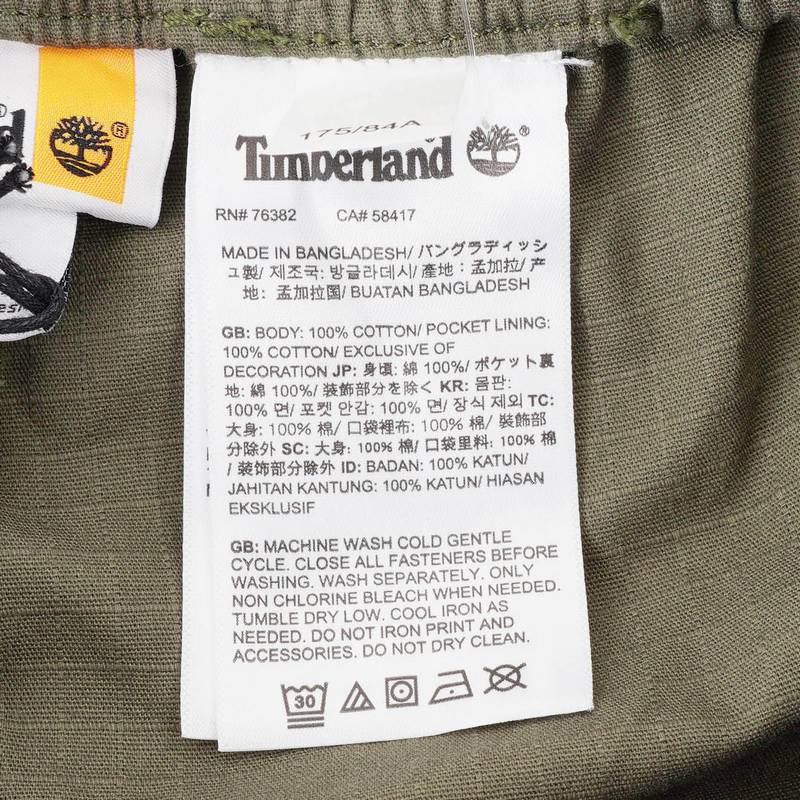 175/84A
Timberland ®
RN# 76382 CA# 58417
MADE IN BANGLADESH/ バングラディッシ
ュ製/ 제조국: 방글라데시/ 產地：孟加拉/ 产
地：孟加拉国/ BUATAN BANGLADESH
GB: BODY: 100% COTTON/ POCKET LINING:
100% COTTON/ EXCLUSIVE OF
DECORATION JP: 身頃: 綿 100%/ ポケット裏
地: 綿 100%/ 装飾部分を除く KR: 몸판:
100% 면/ 포켓 안감: 100% 면/ 장식 제외 TC:
大身: 100% 棉/ 口袋裡布: 100% 棉/ 裝飾部
分除外 SC: 大身: 100% 棉/ 口袋里料: 100% 棉
/ 装饰部分除外 ID: BADAN: 100% KATUN/
JAHITAN KANTUNG: 100% KATUN/ HIASAN
EKSKLUSIF
GB: MACHINE WASH COLD GENTLE
CYCLE. CLOSE ALL FASTENERS BEFORE
WASHING. WASH SEPARATELY. ONLY
NON CHLORINE BLEACH WHEN NEEDED.
TUMBLE DRY LOW. COOL IRON AS
NEEDED. DO NOT IRON PRINT AND
ACCESSORIES. DO NOT DRY CLEAN.
30